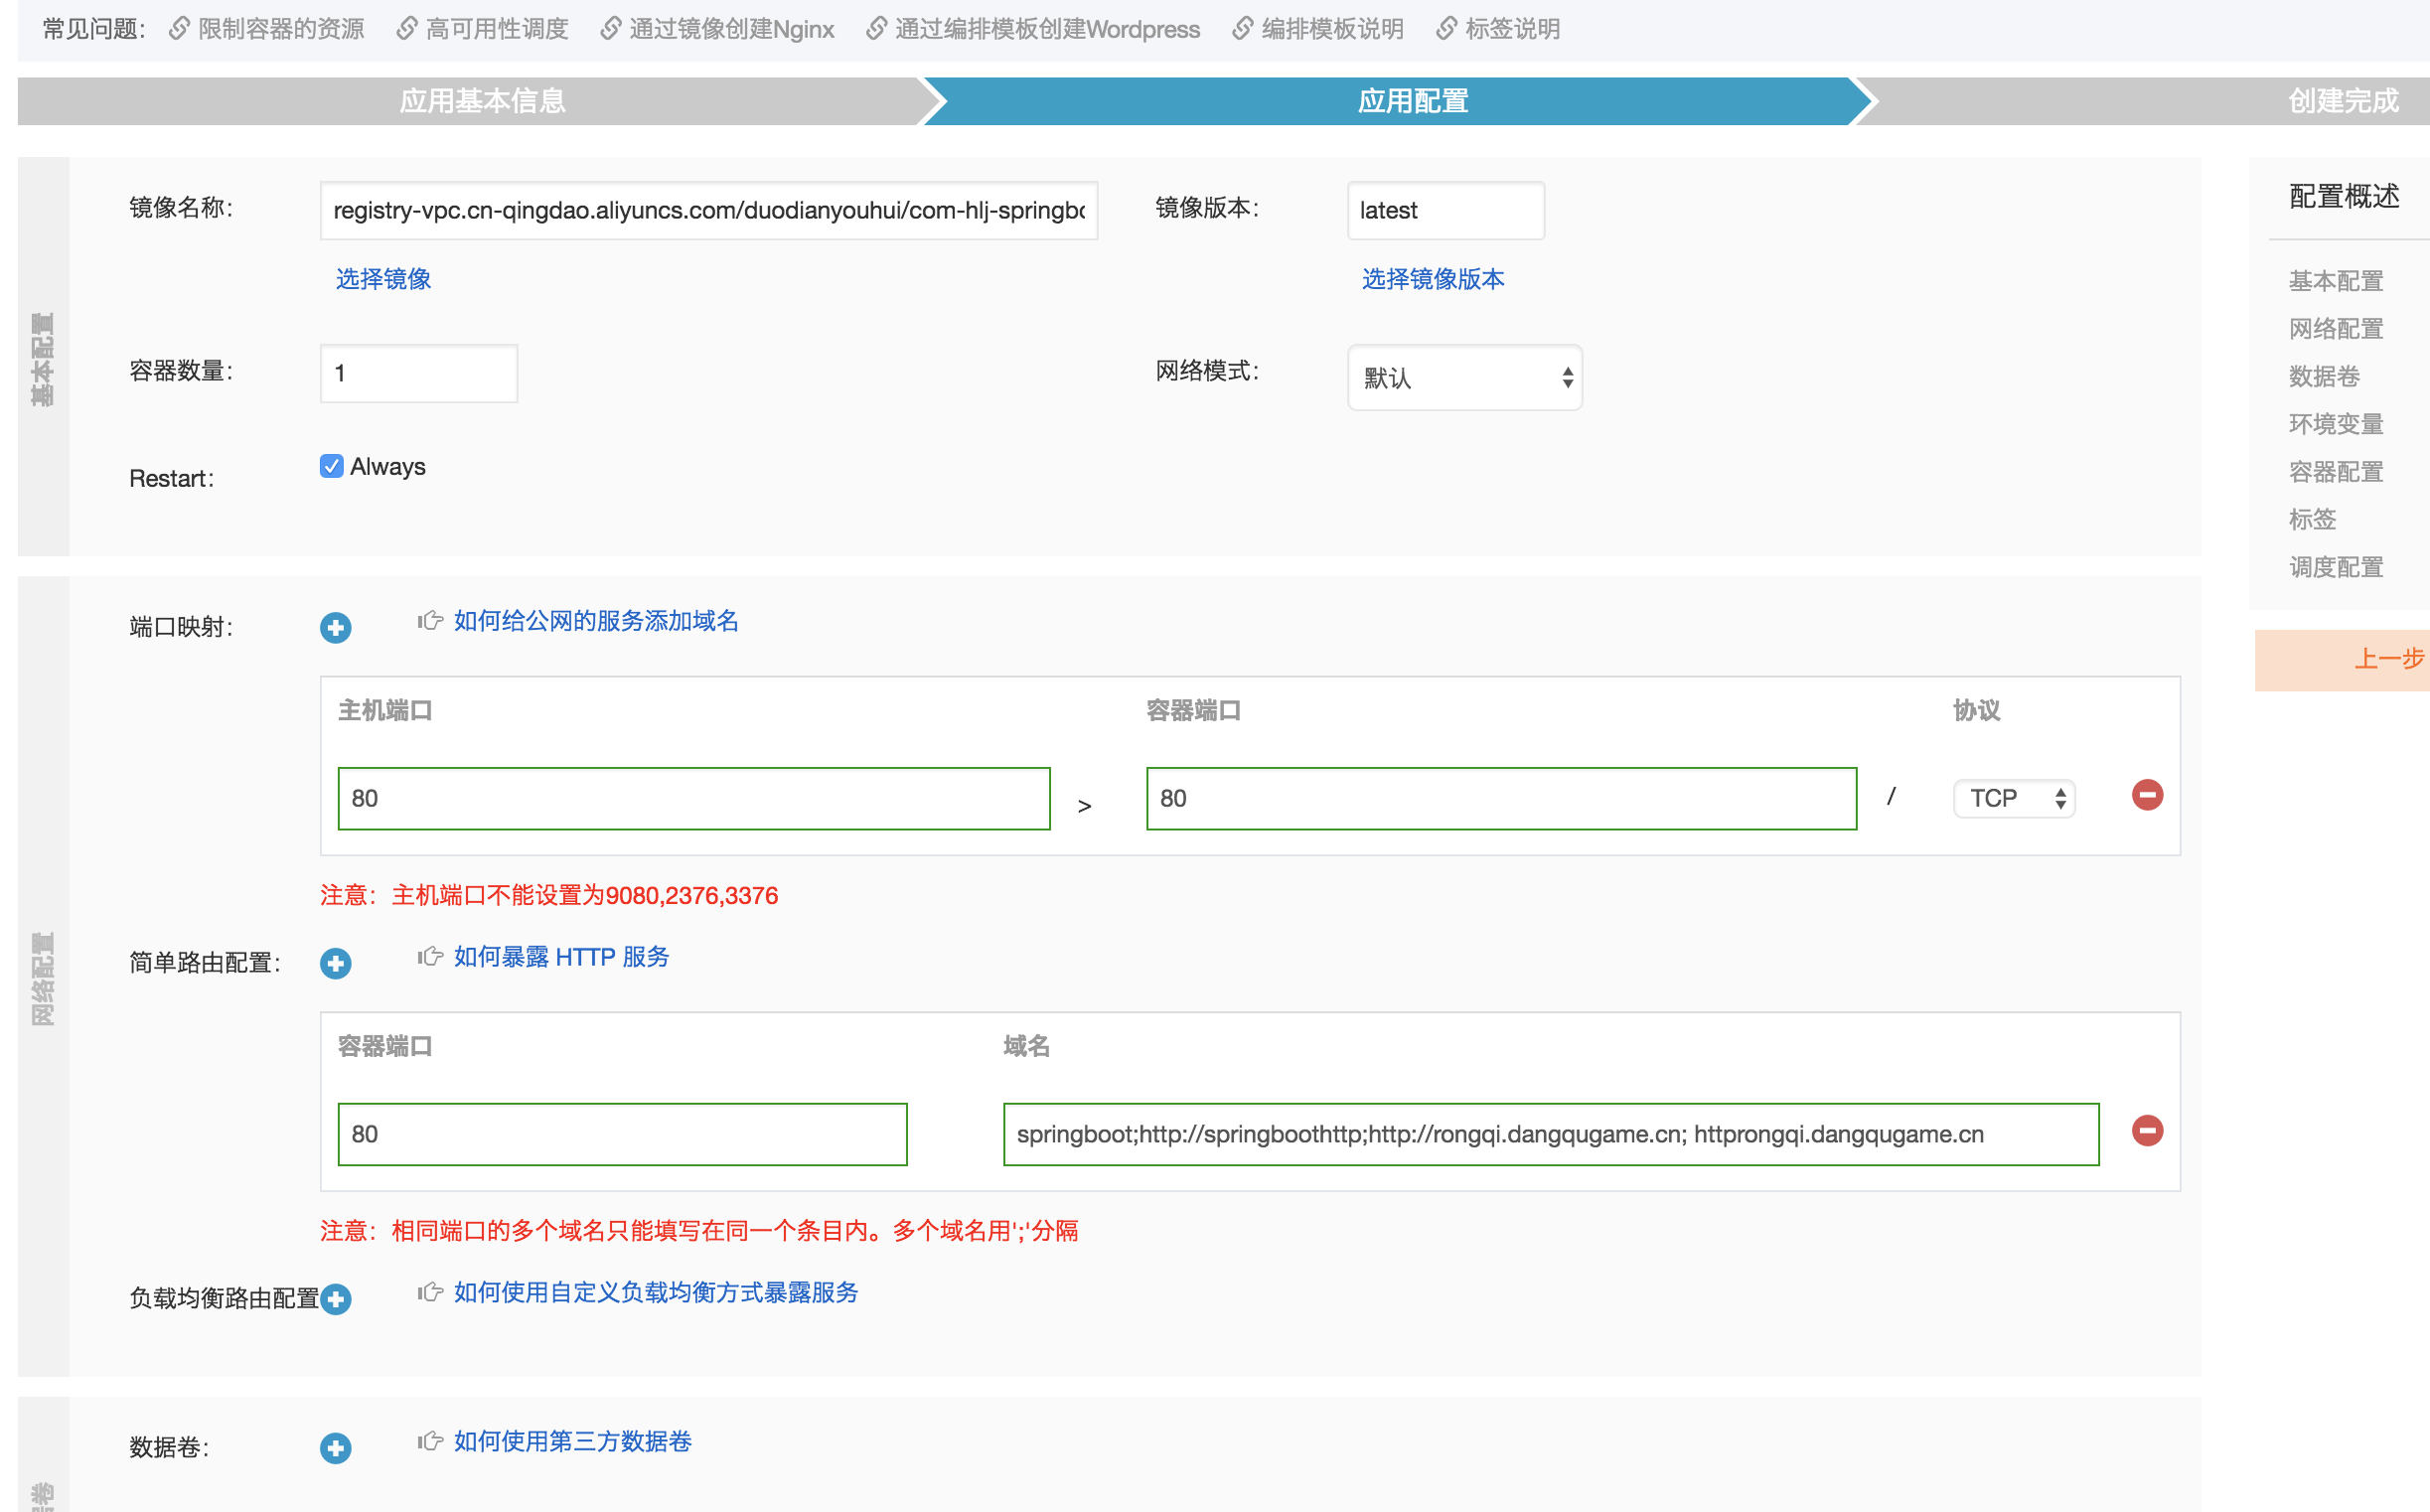 常见问题： 限制容器的资源 高可用性调度 通过镜像创建Nginx 通过编排模板创建Wordpress 编排模板说明 标签说明
应用基本信息 应用配置 创建完成
基本配置
镜像名称： registry-vpc.cn-qingdao.aliyuncs.com/duodianyouhui/com-hlj-springbo 镜像版本： latest
选择镜像 选择镜像版本
容器数量： 1 网络模式： 默认
Restart： Always
网络配置
端口映射： 如何给公网的服务添加域名
主机端口 容器端口 协议
80 > 80 / TCP
注意：主机端口不能设置为9080,2376,3376
简单路由配置： 如何暴露 HTTP 服务
容器端口 域名
80 springboot;http://springboothttp;http://rongqi.dangqugame.cn; httprongqi.dangqugame.cn
注意：相同端口的多个域名只能填写在同一个条目内。多个域名用';'分隔
负载均衡路由配置 如何使用自定义负载均衡方式暴露服务
数据卷： 如何使用第三方数据卷
配置概述
基本配置
网络配置
数据卷
环境变量
容器配置
标签
调度配置
上一步